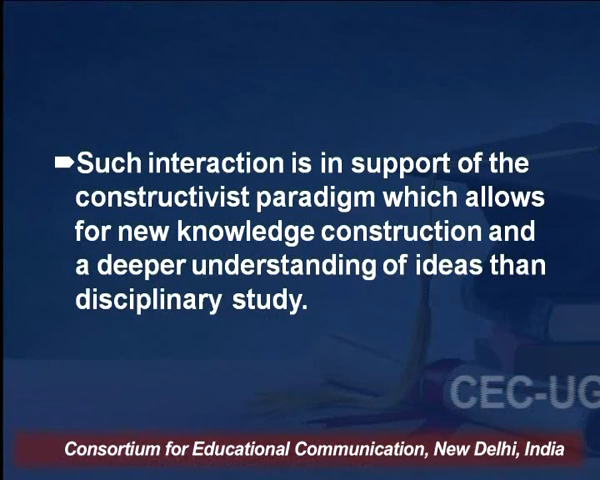 Such interaction is in support of the
constructivist paradigm which allows
for new knowledge construction and
a deeper understanding of ideas than
disciplinary study.
CEC-UG
Consortium for Educational Communication, New Delhi, India